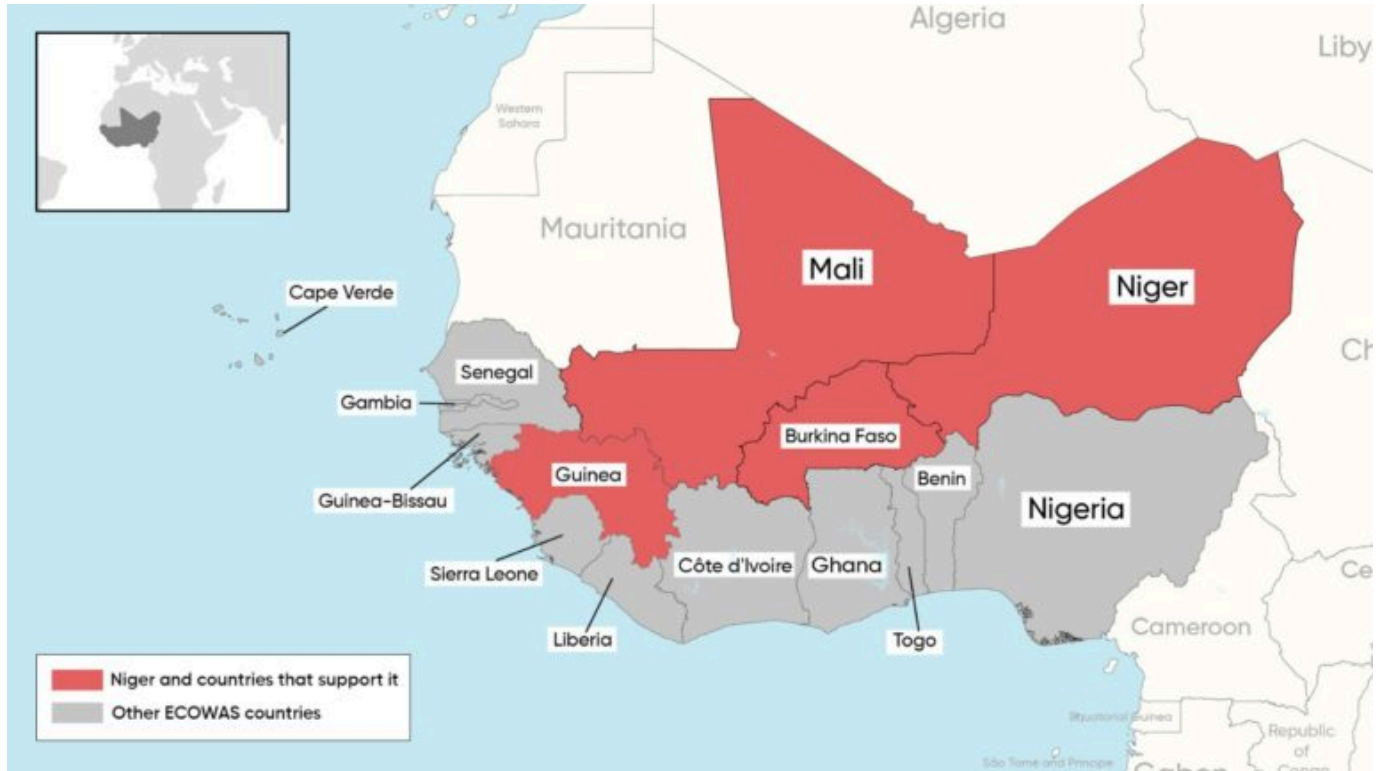 Algeria
Liby
Western
Sahara
Mauritania
Mali
Niger
Cape Verde
Ch
Senegal
Gambia
Burkina Faso
Guinea
Benin
Guinea-Bissau
Nigeria
Sierra Leone
Côte d'Ivoire
Ghana
Ce
Liberia
Togo
Cameroon
Niger and countries that support it
Other ECOWAS countries
Equatorial Guinea
Republic
of
Congo
São Tome and Principe
Gabon